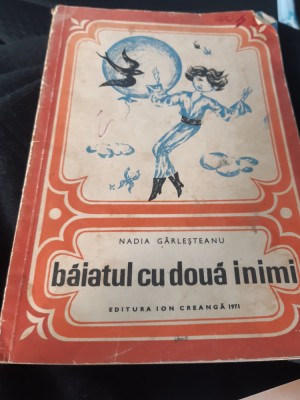 NADIA GÂRLEȘTEANU
băiatul cu două inimi
EDITURA ION CREANGĂ 1971